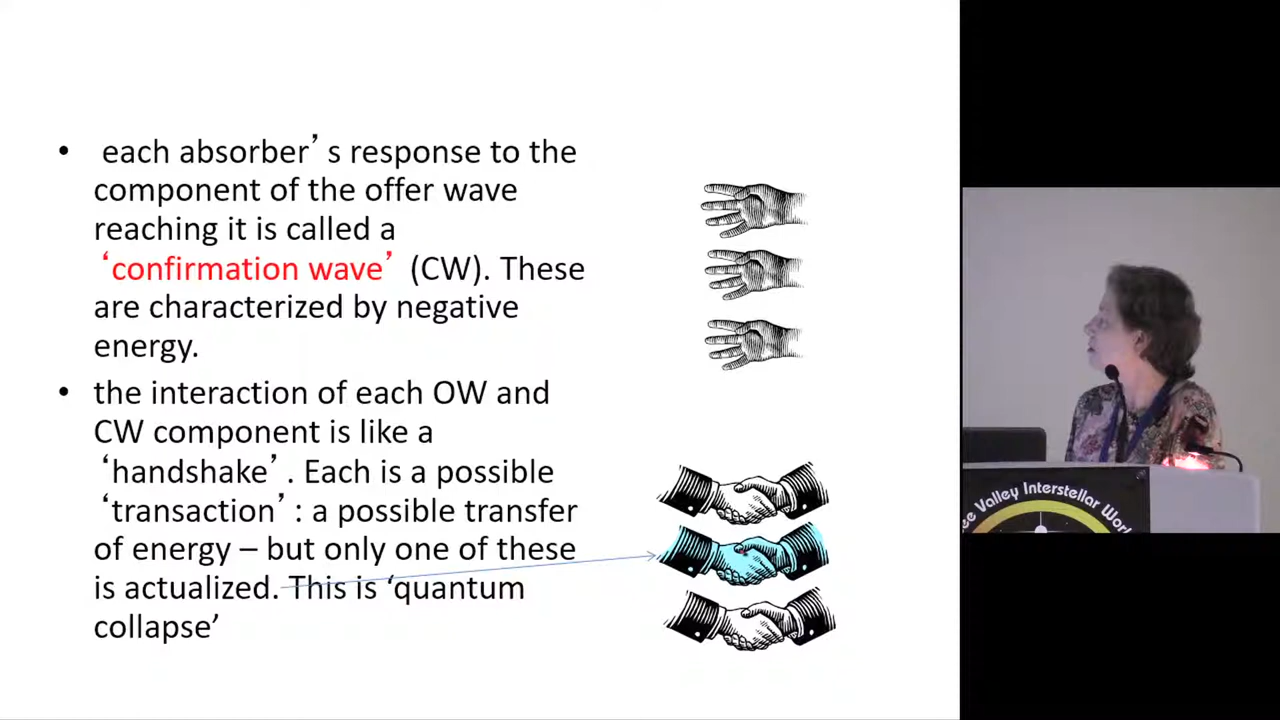 • each absorber’s response to the
component of the offer wave
reaching it is called a
‘confirmation wave’ (CW). These
are characterized by negative
energy.
• the interaction of each OW and
CW component is like a
‘handshake’. Each is a possible
‘transaction’: a possible transfer
of energy – but only one of these
is actualized. This is ‘quantum
collapse’
Valley Interstellar